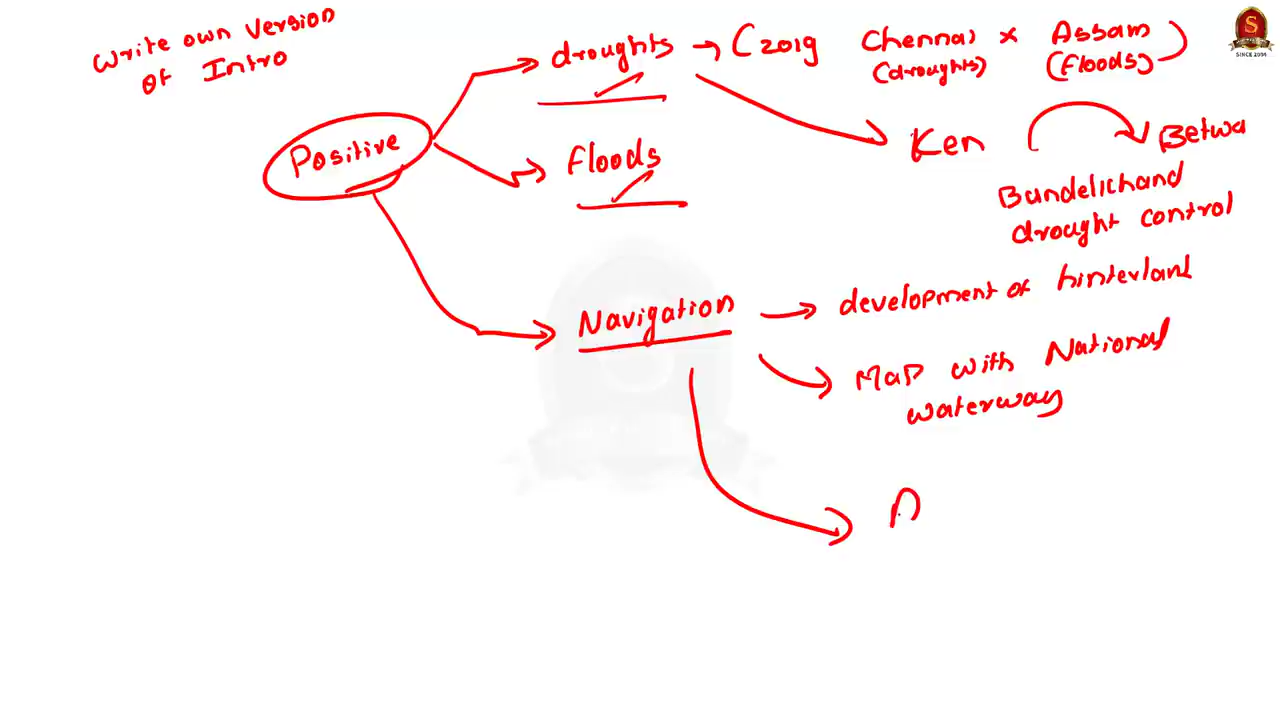 Write own version
of Intro
Positive
droughts → (2019 Chennai x Assam
(droughts) (Floods))
Ken Betwa
Bundelkhand
drought control
Floods
Navigation → development of hinterland
Map with National
waterway
A
S
SINCE 2004